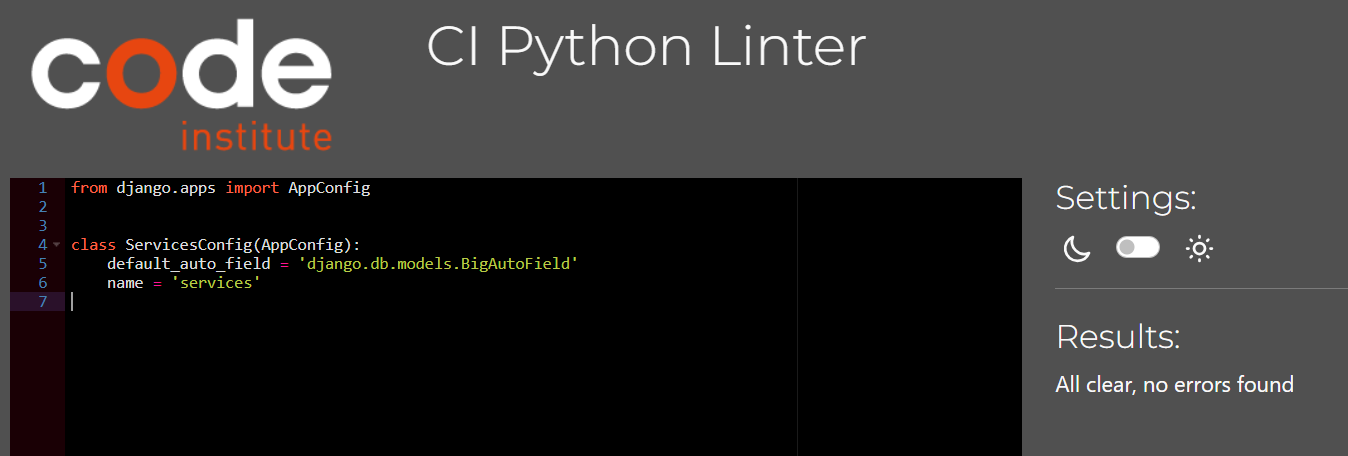 code
institute
CI Python Linter
1 from django.apps import AppConfig
2
3
4 class ServicesConfig(AppConfig):
5     default_auto_field = 'django.db.models.BigAutoField'
6     name = 'services'
7
Settings:
Results:
All clear, no errors found